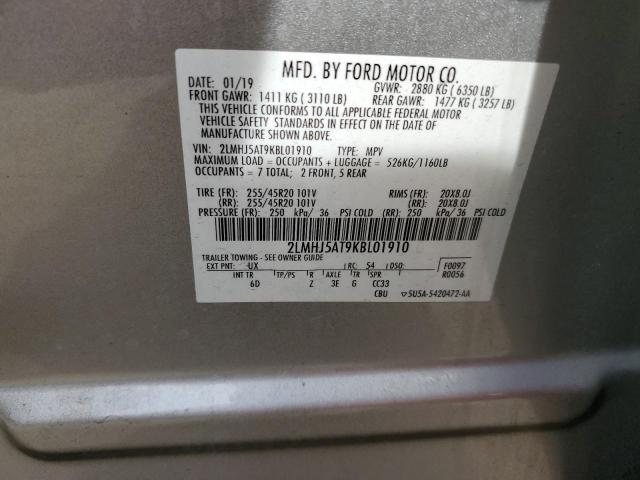 MFD. BY FORD MOTOR CO.
DATE: 01/19 GVWR: 2880 KG ( 6350 LB)
FRONT GAWR: 1411 KG ( 3110 LB) REAR GAWR: 1477 KG ( 3257 LB)
THIS VEHICLE CONFORMS TO ALL APPLICABLE FEDERAL MOTOR
VEHICLE SAFETY STANDARDS IN EFFECT ON THE DATE OF
MANUFACTURE SHOWN ABOVE.
VIN: 2LMHJ5AT9KBL01910 TYPE: MPV
MAXIMUM LOAD = OCCUPANTS + LUGGAGE = 526KG/1160LB
OCCUPANTS = 7 TOTAL; 2 FRONT, 5 REAR
TIRE (FR): 255/45R20 101V RIMS (FR): 20X8.0J
(RR): 255/45R20 101V (RR): 20X8.0J
PRESSURE (FR): 250 kPa/ 36 PSI COLD (RR) 250 kPa/ 36 PSI COLD
2LMHJ5AT9KBL01910
TRAILER TOWING - SEE OWNER GUIDE
EXT PNT: UX RC: 54 DSO: F0097
INT TR TP/PS R AXLE TR SPR R0056
6D Z 3E G CC33
CBU ▽5U5A-5420472-AA